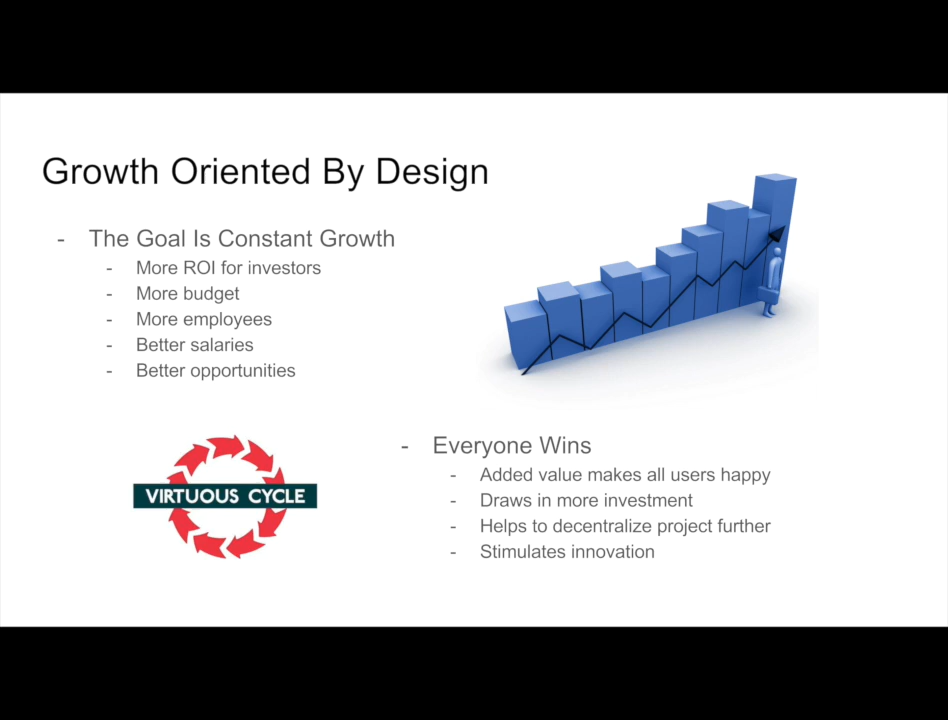 Growth Oriented By Design
- The Goal Is Constant Growth
- More ROI for investors
- More budget
- More employees
- Better salaries
- Better opportunities
VIRTUOUS CYCLE
- Everyone Wins
- Added value makes all users happy
- Draws in more investment
- Helps to decentralize project further
- Stimulates innovation